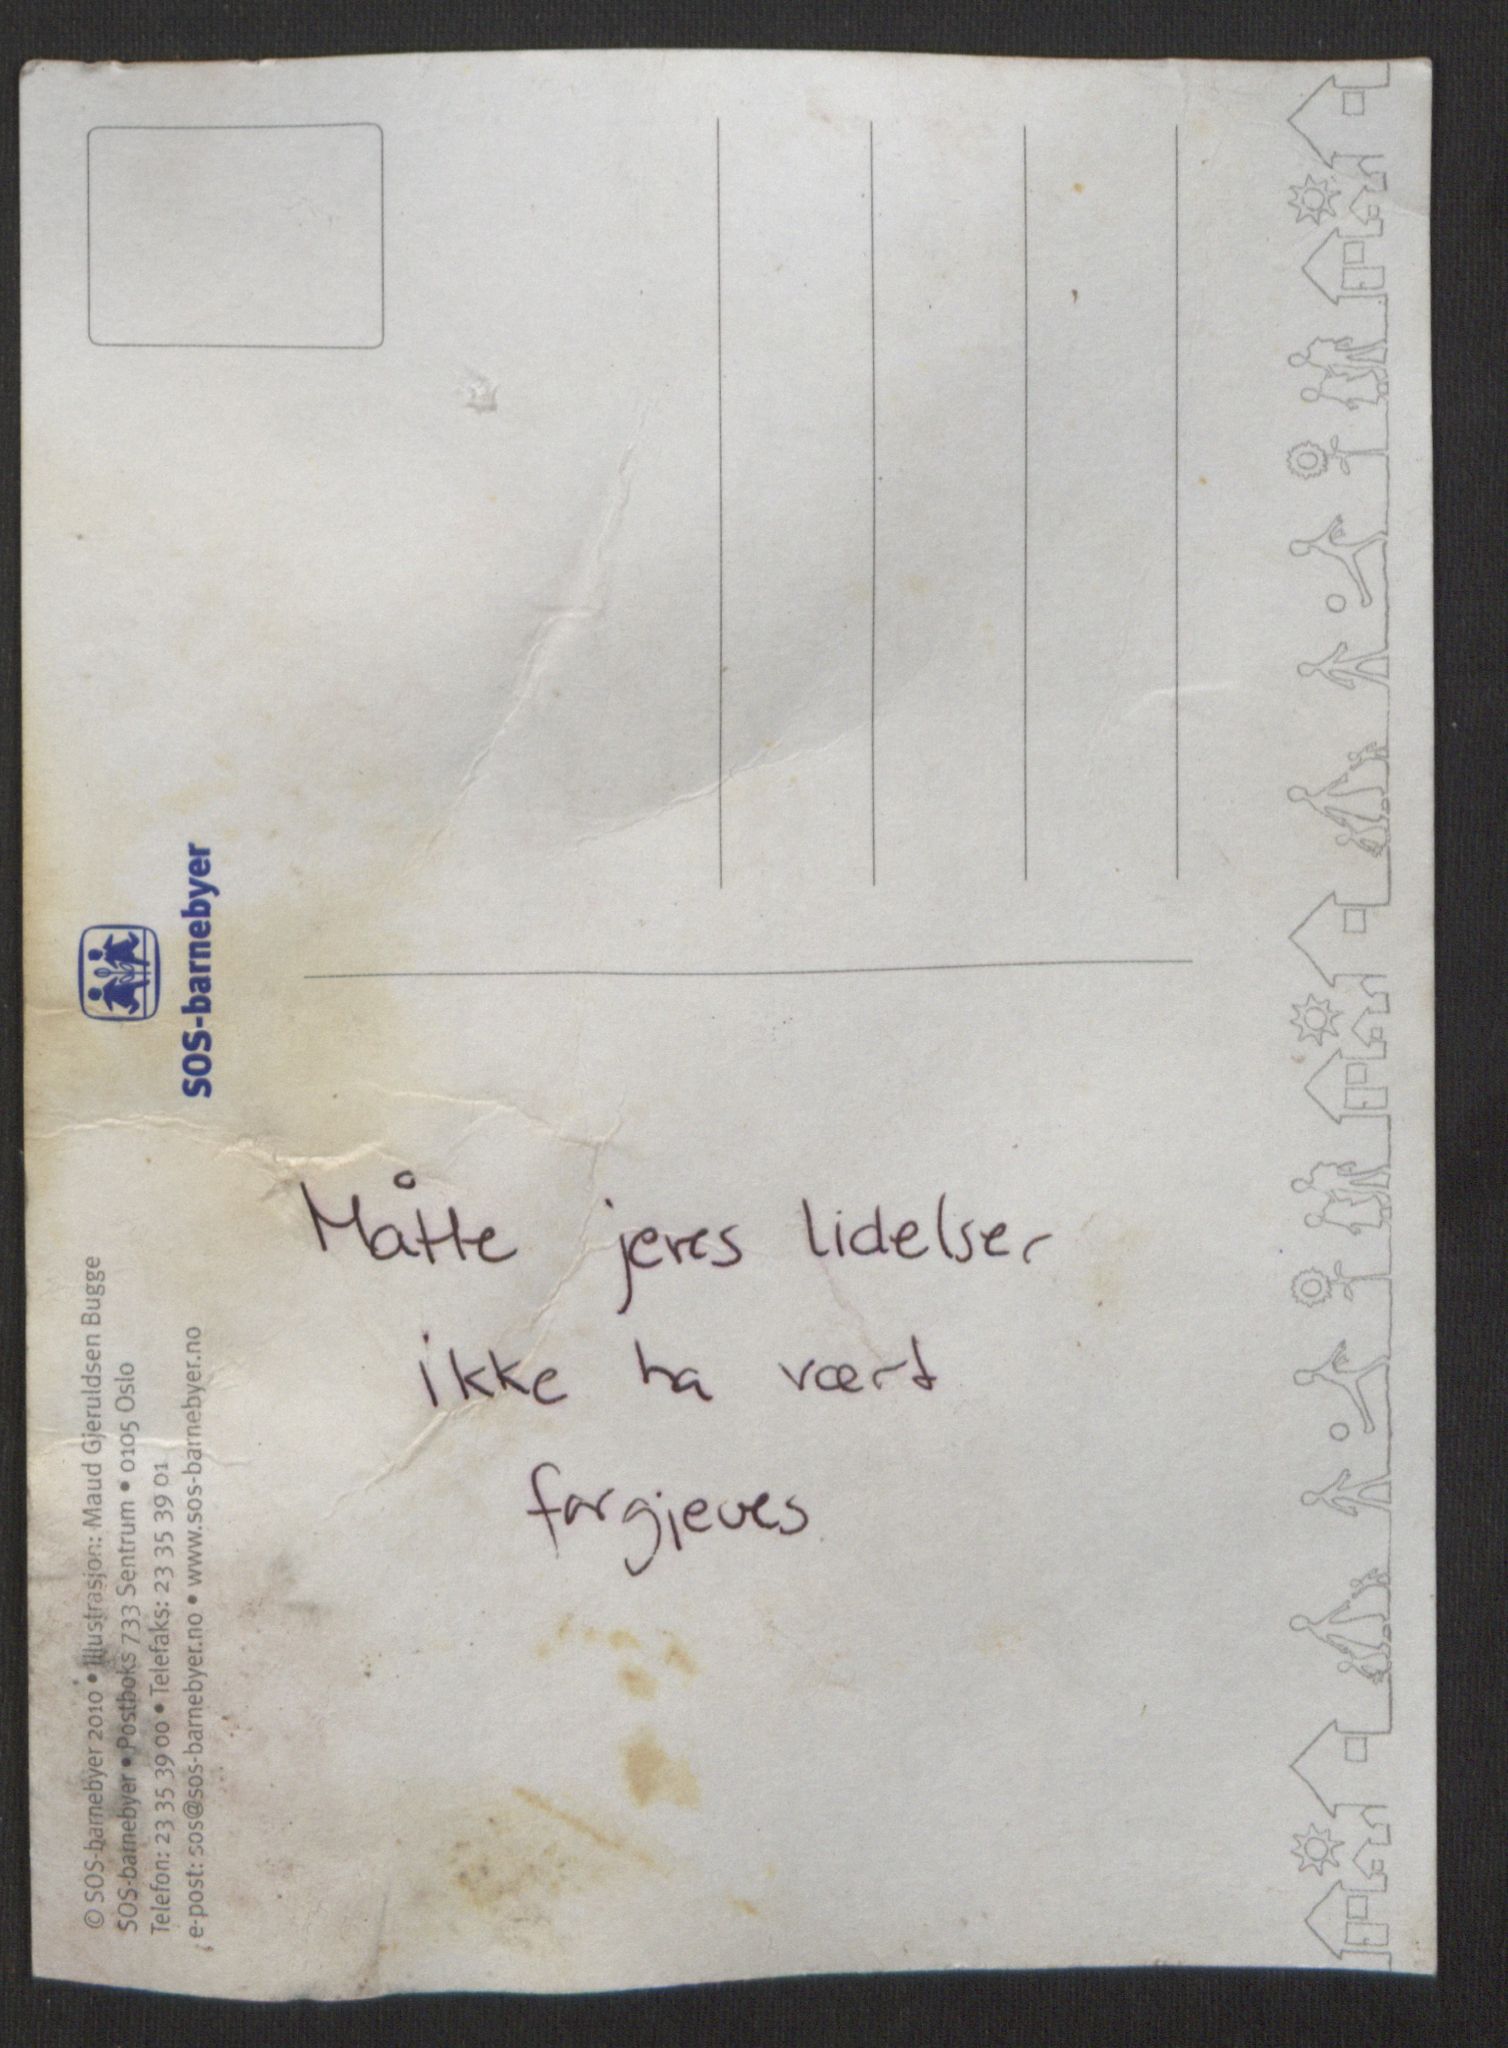 © SOS-barnebyer 2010 • Illustrasjon: Maud Gjeruldsen Bugge
SOS-barnebyer • Postboks 733 Sentrum • 0105 Oslo
Telefon: 23 35 39 00 • Telefaks: 23 35 39 01
e-post: sos@sos-barnebyer.no • www.sos-barnebyer.no
SOS-barnebyer
Måtte jeres lidelser
ikke ha vært
forgjeves